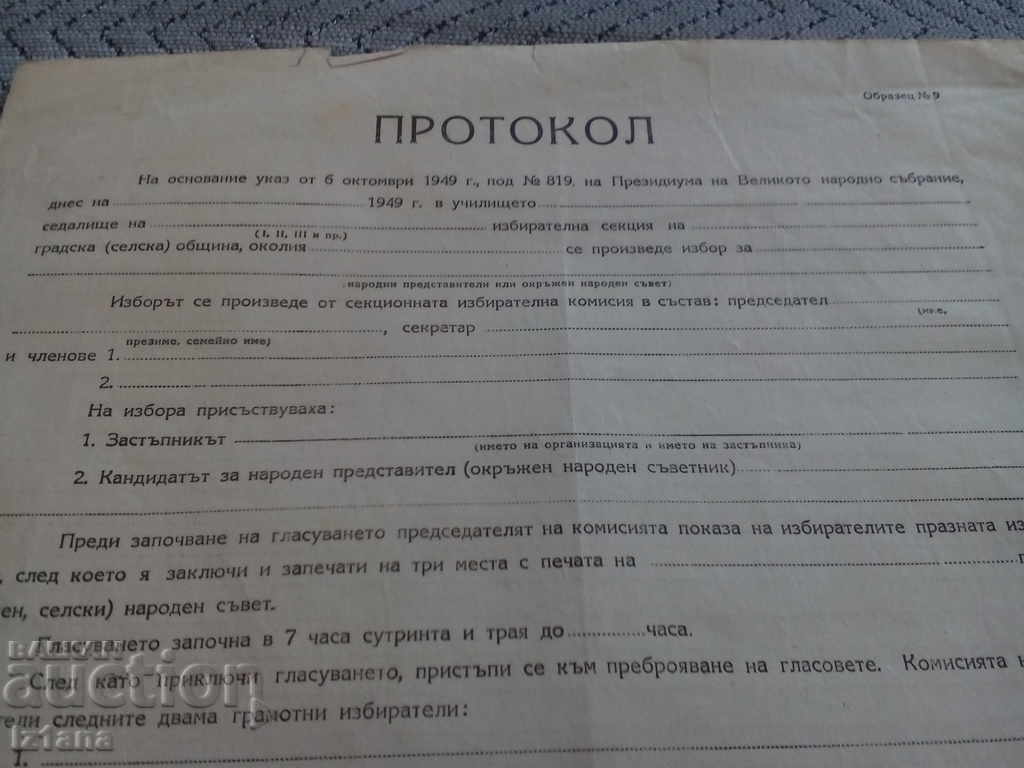 Образец № 9
ПРОТОКОЛ
На основание указ от 6 октомври 1949 г., под № 819, на Президиума на Великото народно събрание,
днес на 1949 г. в училището
седалище на избирателна секция на
(I, II, III и пр.)
градска (селска) община, околия се произведе избор за
(народни представители или окръжен народен съвет)
Изборът се произведе от секционната избирателна комисия в състав: председател
(име,
, секретар
презиме, семейно име)
и членове 1.
2.
На избора присъствуваха:
1. Застъпникът
(името на организацията и името на застъпника)
2. Кандидатът за народен представител (окръжен народен съветник)
Преди започване на гласуването председателят на комисията показа на избирателите празната из
, след което я заключи и запечати на три места с печата на
ен, селски) народен съвет.
Гласуването започна в 7 часа сутринта и трая до часа.
След като приключи гласуването, пристъпи се към преброяване на гласовете. Комисията
тели следните двама грамотни избиратели:
1.
БАЛКАН
auction
iz1ana